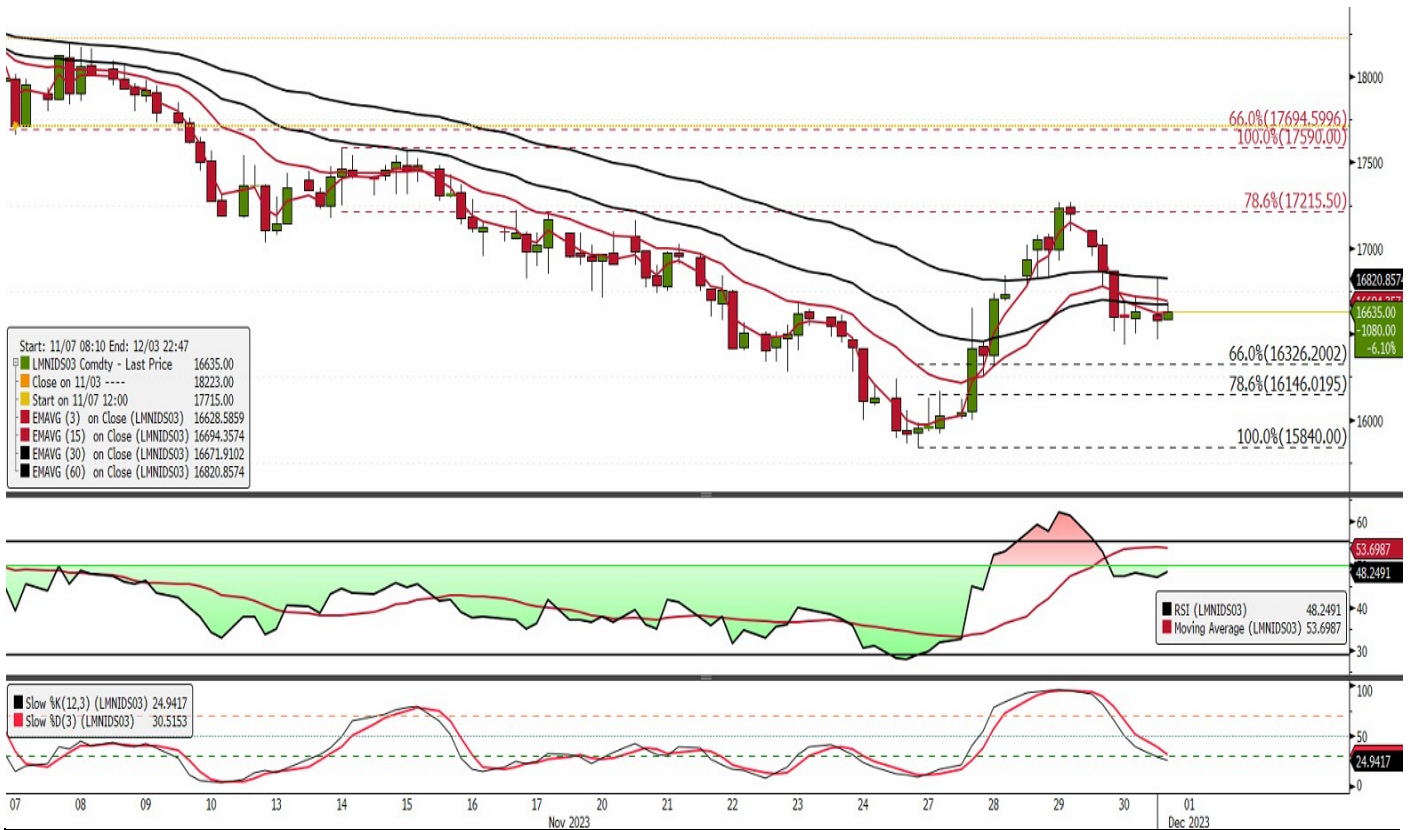 18000
66.0%(17694.5996)
100.0%(17590.00)
17500
78.6%(17215.50)
17000
16820.8574
16635.00
-1080.00
-6.10%
66.0%(16326.2002)
78.6%(16146.0195)
16000
100.0%(15840.00)
Start: 11/07 08:10 End: 12/03 22:47
LMNIDS03 Comdty - Last Price 16635.00
Close on 11/03 ---- 18223.00
Start on 11/07 12:00 17715.00
EMAVG (3) on Close (LMNIDS03) 16628.5859
EMAVG (15) on Close (LMNIDS03) 16694.3574
EMAVG (30) on Close (LMNIDS03) 16671.9102
EMAVG (60) on Close (LMNIDS03) 16820.8574
60
53.6987
48.2491
40
30
RSI (LMNIDS03) 48.2491
Moving Average (LMNIDS03) 53.6987
Slow %K(12,3) (LMNIDS03) 24.9417
Slow %D(3) (LMNIDS03) 30.5153
100
50
24.9417
0
07 08 09 10 13 14 15 16 17 20 21 22 23 24 27 28 29 30 01
Nov 2023 Dec 2023